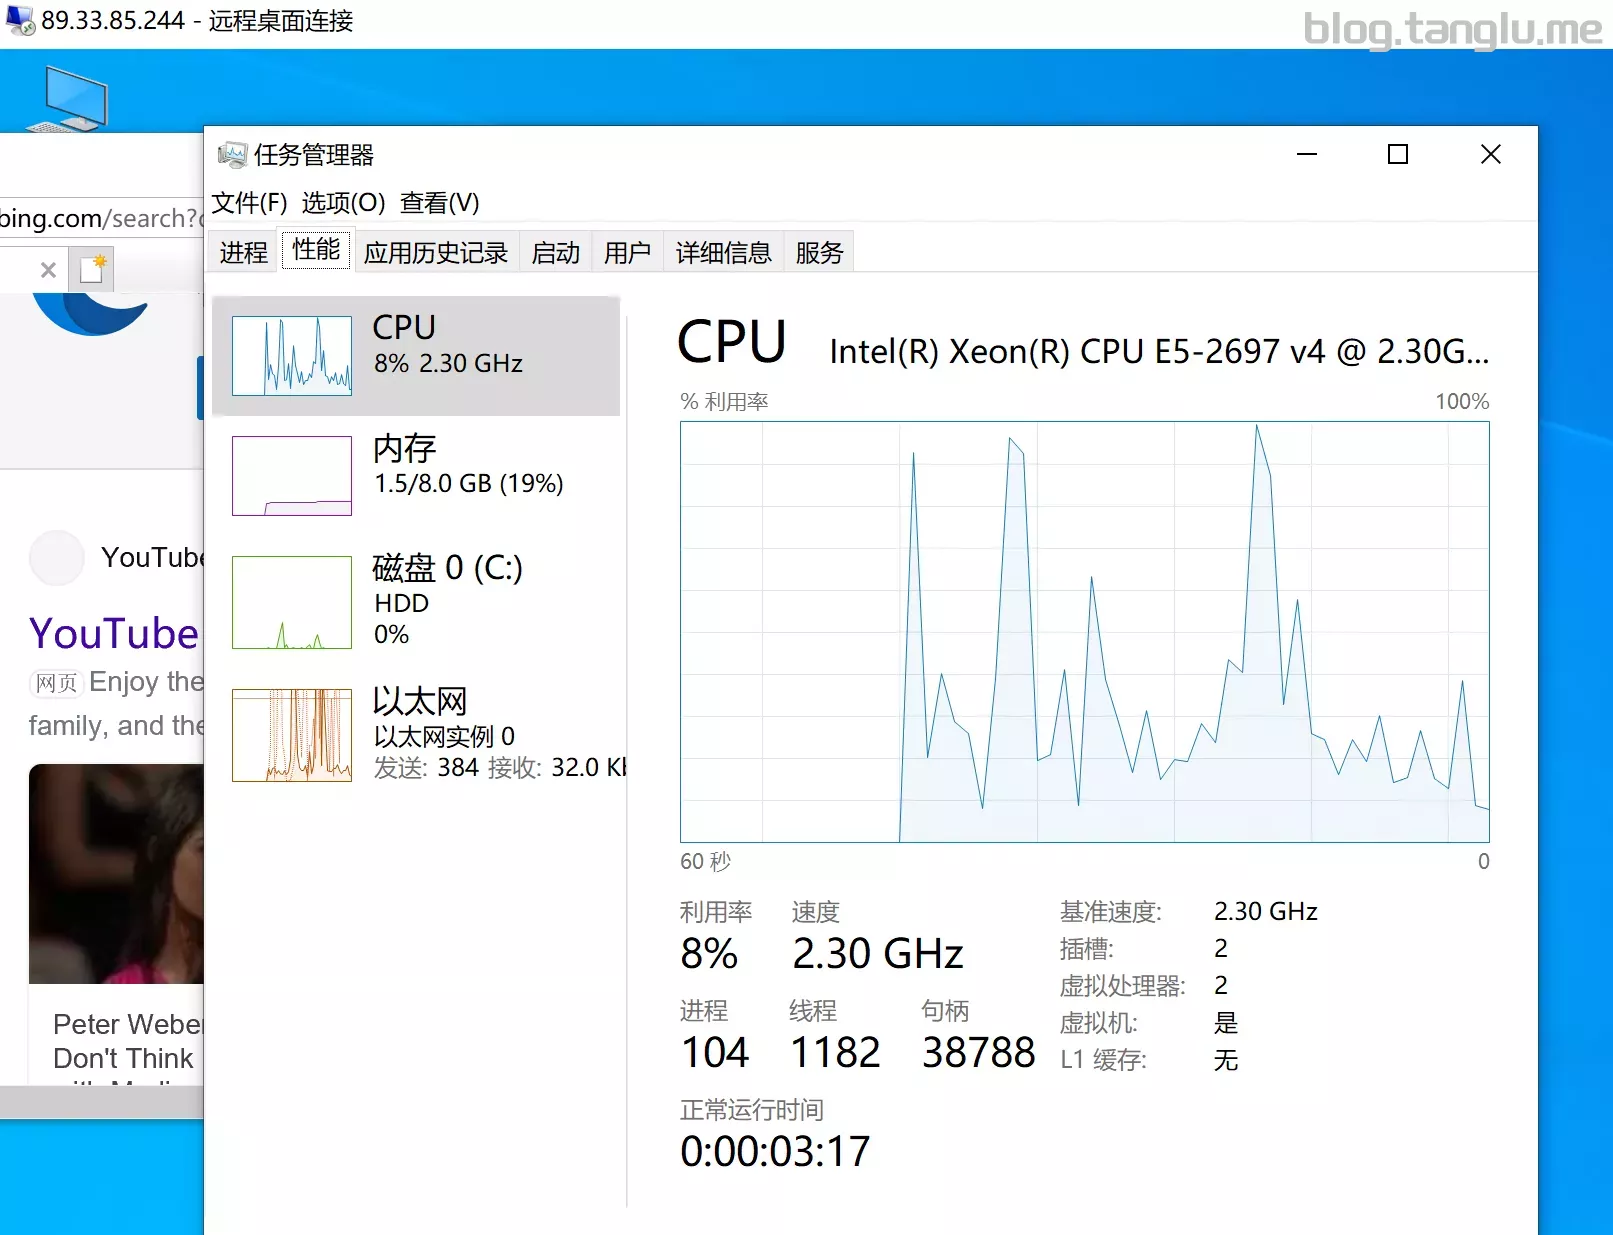 89.33.85.244 - 远程桌面连接
blog.tanglu.me
任务管理器
文件(F) 选项(O) 查看(V)
进程 性能 应用历史记录 启动 用户 详细信息 服务
bing.com/search?
YouTube
YouTube
网页 Enjoy the
family, and the
Peter Weber
Don't Think
CPU
8% 2.30 GHz
内存
1.5/8.0 GB (19%)
磁盘 0 (C:)
HDD
0%
以太网
以太网实例 0
发送: 384 接收: 32.0 K
CPU Intel(R) Xeon(R) CPU E5-2697 v4 @ 2.30G...
% 利用率 100%
60 秒 0
利用率 速度
8% 2.30 GHz
进程 线程 句柄
104 1182 38788
正常运行时间
0:00:03:17
基准速度: 2.30 GHz
插槽: 2
虚拟处理器: 2
虚拟机: 是
L1 缓存: 无